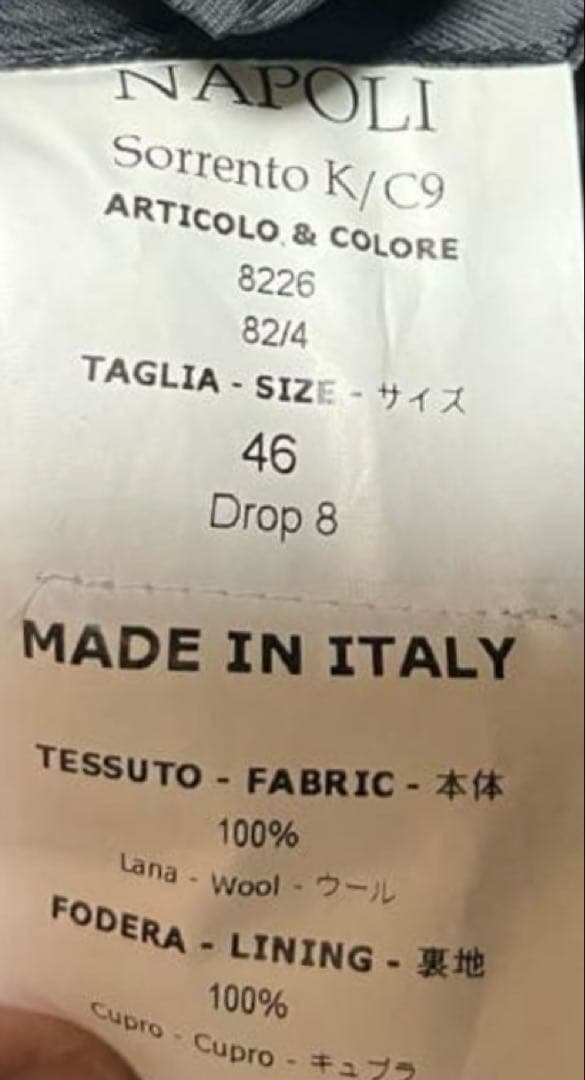 NAPOLI
Sorrento K/C9
ARTICOLO & COLORE
8226
82/4
TAGLIA - SIZE - サイズ
46
Drop 8
MADE IN ITALY
TESSUTO - FABRIC - 本体
100%
Lana - Wool - ウール
FODERA - LINING - 裏地
100%
Cupro - Cupro - キュプラ